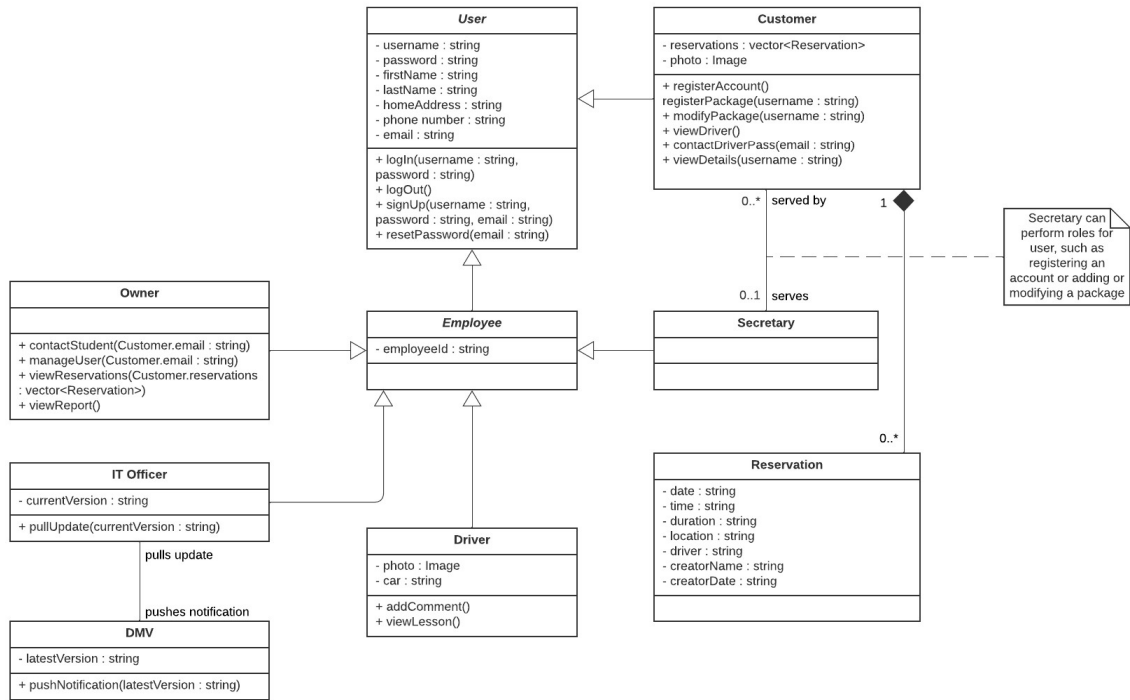 User
- username : string
- password : string
- firstName : string
- lastName : string
- homeAddress : string
- phone number : string
- email : string
+ logIn(username : string,
password : string)
+ logOut()
+ signUp(username : string,
password : string, email : string)
+ resetPassword(email : string)
Customer
- reservations : vector<Reservation>
- photo : Image
+ registerAccount()
registerPackage(username : string)
+ modifyPackage(username : string)
+ viewDriver()
+ contactDriverPass(email : string)
+ viewDetails(username : string)
0..*
served by
1
Secretary can
perform roles for
user, such as
registering an
account or adding or
modifying a package
0..1
serves
Owner
+ contactStudent(Customer.email : string)
+ manageUser(Customer.email : string)
+ viewReservations(Customer.reservations
: vector<Reservation>)
+ viewReport()
Employee
- employeeId : string
Secretary
0..*
IT Officer
- currentVersion : string
+ pullUpdate(currentVersion : string)
pulls update
pushes notification
DMV
- latestVersion : string
+ pushNotification(latestVersion : string)
Driver
- photo : Image
- car : string
+ addComment()
+ viewLesson()
Reservation
- date : string
- time : string
- duration : string
- location : string
- driver : string
- creatorName : string
- creatorDate : string